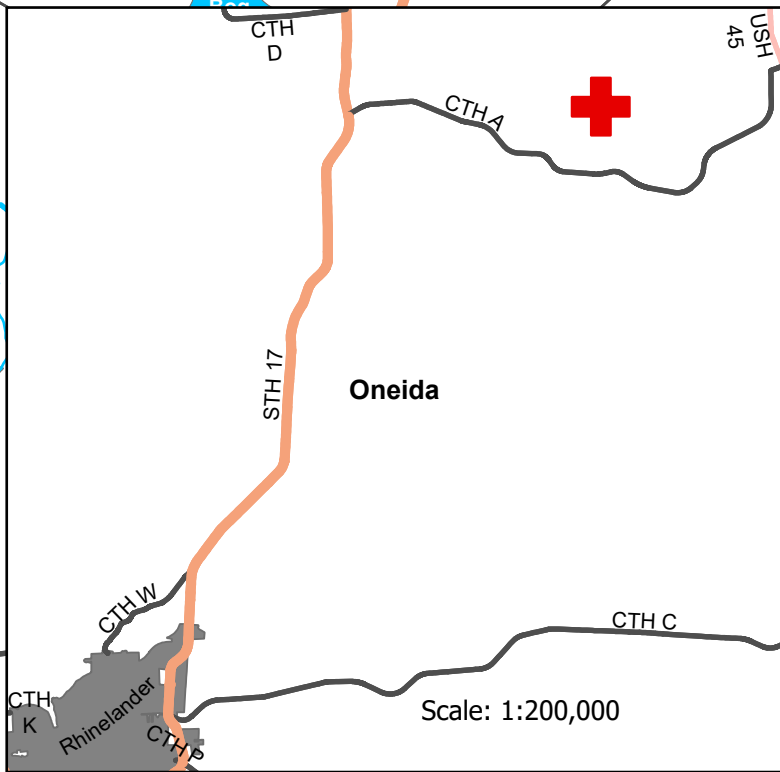 CTH
D
USH
45
CTH A
STH 17
Oneida
CTH W
CTH C
CTH
K
Rhinelander
Scale: 1:200,000
CTH P